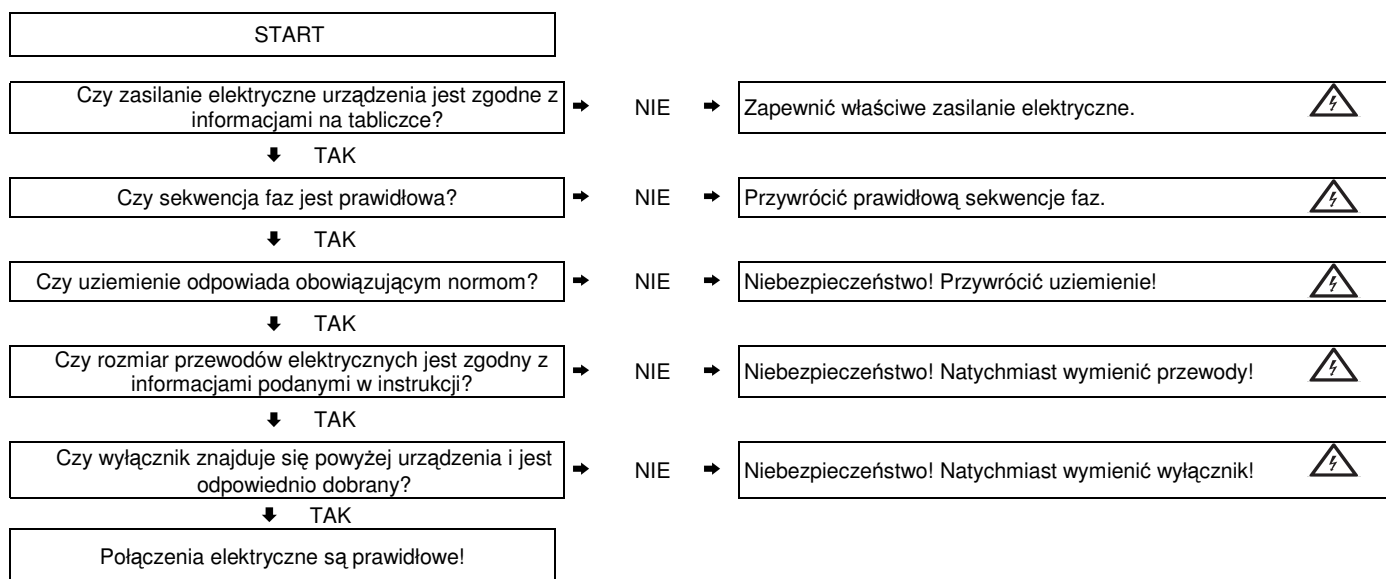 START
Czy zasilanie elektryczne urządzenia jest zgodne z
informacjami na tabliczce?
NIE
Zapewnić właściwe zasilanie elektryczne.
TAK
Czy sekwencja faz jest prawidłowa?
NIE
Przywrócić prawidłową sekwencje faz.
TAK
Czy uziemienie odpowiada obowiązującym normom?
NIE
Niebezpieczeństwo! Przywrócić uziemienie!
TAK
Czy rozmiar przewodów elektrycznych jest zgodny z
informacjami podanymi w instrukcji?
NIE
Niebezpieczeństwo! Natychmiast wymienić przewody!
TAK
Czy wyłącznik znajduje się powyżej urządzenia i jest
odpowiednio dobrany?
NIE
Niebezpieczeństwo! Natychmiast wymienić wyłącznik!
TAK
Połączenia elektryczne są prawidłowe!